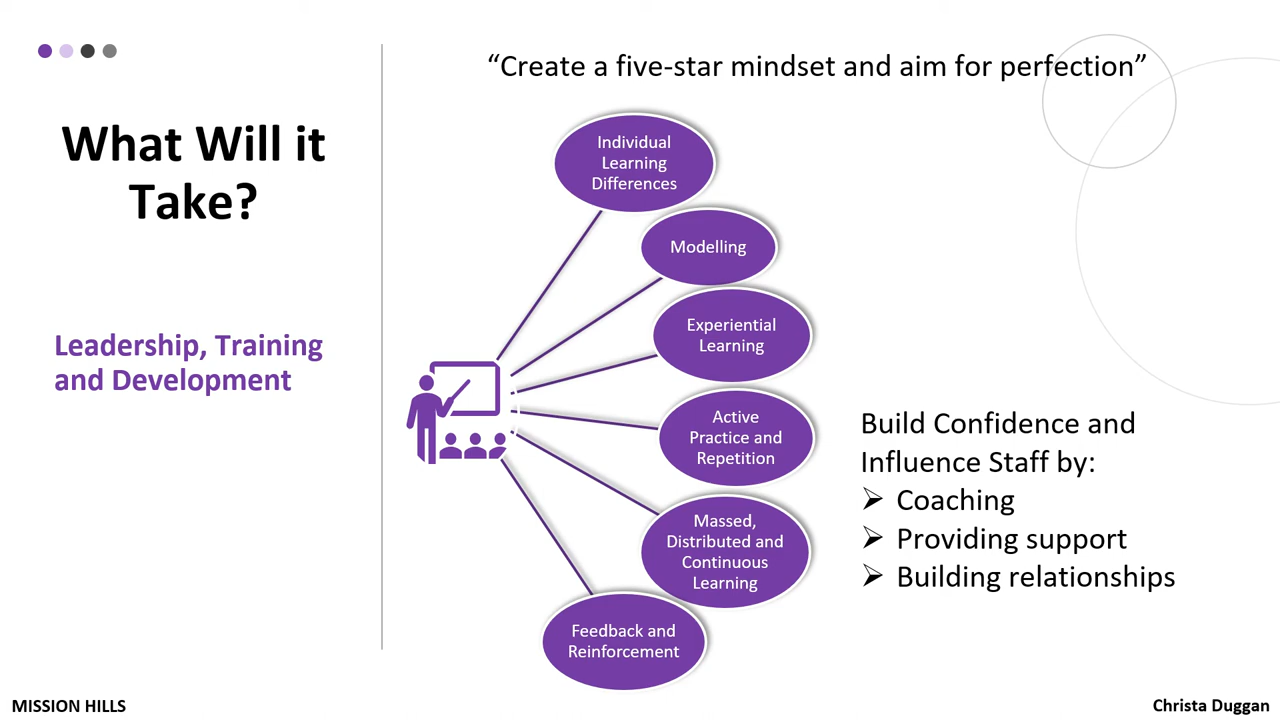 “Create a five-star mindset and aim for perfection”
What Will it
Take?
Leadership, Training
and Development
Individual
Learning
Differences
Modelling
Experiential
Learning
Active
Practice and
Repetition
Massed,
Distributed and
Continuous
Learning
Feedback and
Reinforcement
Build Confidence and
Influence Staff by:
➢ Coaching
➢ Providing support
➢ Building relationships
MISSION HILLS
Christa Duggan